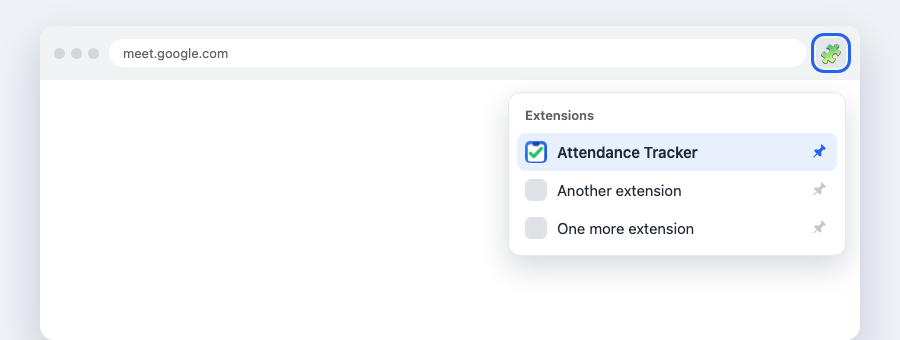 meet.google.com
Extensions
Attendance Tracker
Another extension
One more extension